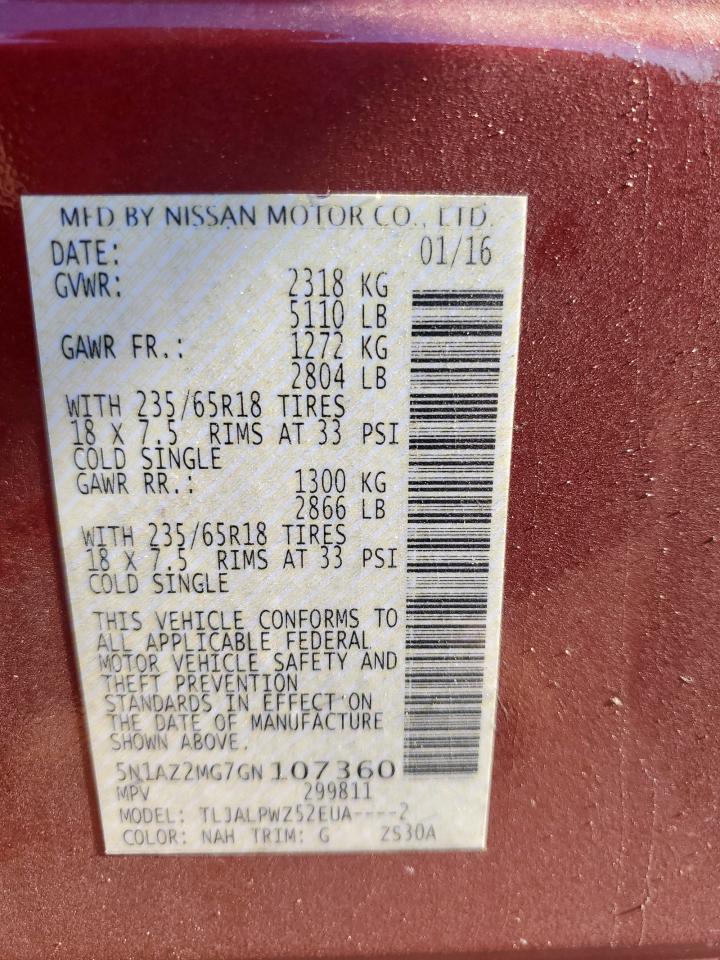 MFD BY NISSAN MOTOR CO., LTD.
DATE: 01/16
GVWR: 2318 KG
5110 LB
GAWR FR.: 1272 KG
2804 LB
WITH 235/65R18 TIRES
18 X 7.5 RIMS AT 33 PSI
COLD SINGLE
GAWR RR.: 1300 KG
2866 LB
WITH 235/65R18 TIRES
18 X 7.5 RIMS AT 33 PSI
COLD SINGLE
THIS VEHICLE CONFORMS TO
ALL APPLICABLE FEDERAL
MOTOR VEHICLE SAFETY AND
THEFT PREVENTION
STANDARDS IN EFFECT ON
THE DATE OF MANUFACTURE
SHOWN ABOVE.
5N1AZ2MG7GN107360
MPV 299811
MODEL: TLJALPWZ52EUA----2
COLOR: NAH TRIM: G ZS30A